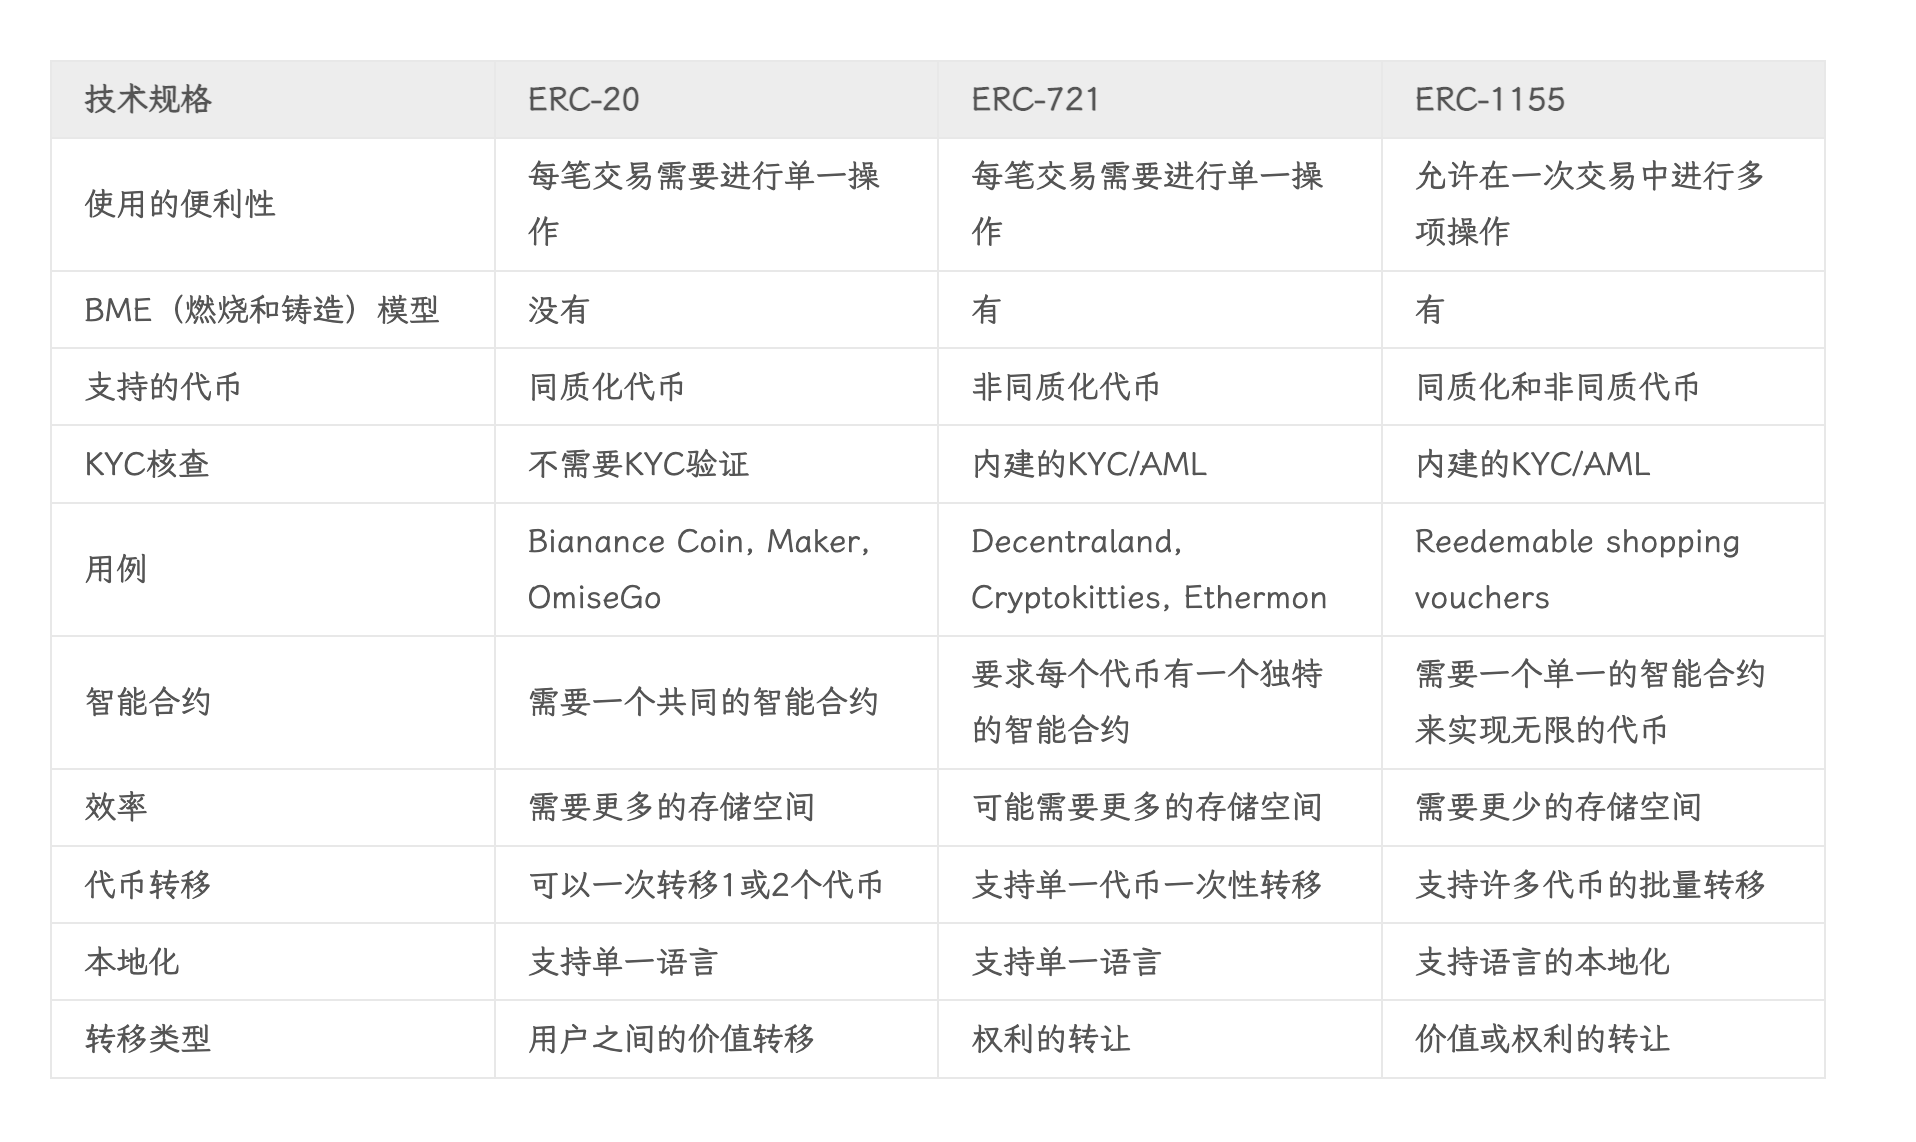 技术规格
ERC-20
ERC-721
ERC-1155
使用的便利性
每笔交易需要进行单一操
作
每笔交易需要进行单一操
作
允许在一次交易中进行多
项操作
BME（燃烧和铸造）模型
没有
有
有
支持的代币
同质化代币
非同质化代币
同质化和非同质代币
KYC核查
不需要KYC验证
内建的KYC/AML
内建的KYC/AML
用例
Bianance Coin, Maker,
OmiseGo
Decentraland,
Cryptokitties, Ethermon
Reedemable shopping
vouchers
智能合约
需要一个共同的智能合约
要求每个代币有一个独特
的智能合约
需要一个单一的智能合约
来实现无限的代币
效率
需要更多的存储空间
可能需要更多的存储空间
需要更少的存储空间
代币转移
可以一次转移1或2个代币
支持单一代币一次性转移
支持许多代币的批量转移
本地化
支持单一语言
支持单一语言
支持语言的本地化
转移类型
用户之间的价值转移
权利的转让
价值或权利的转让